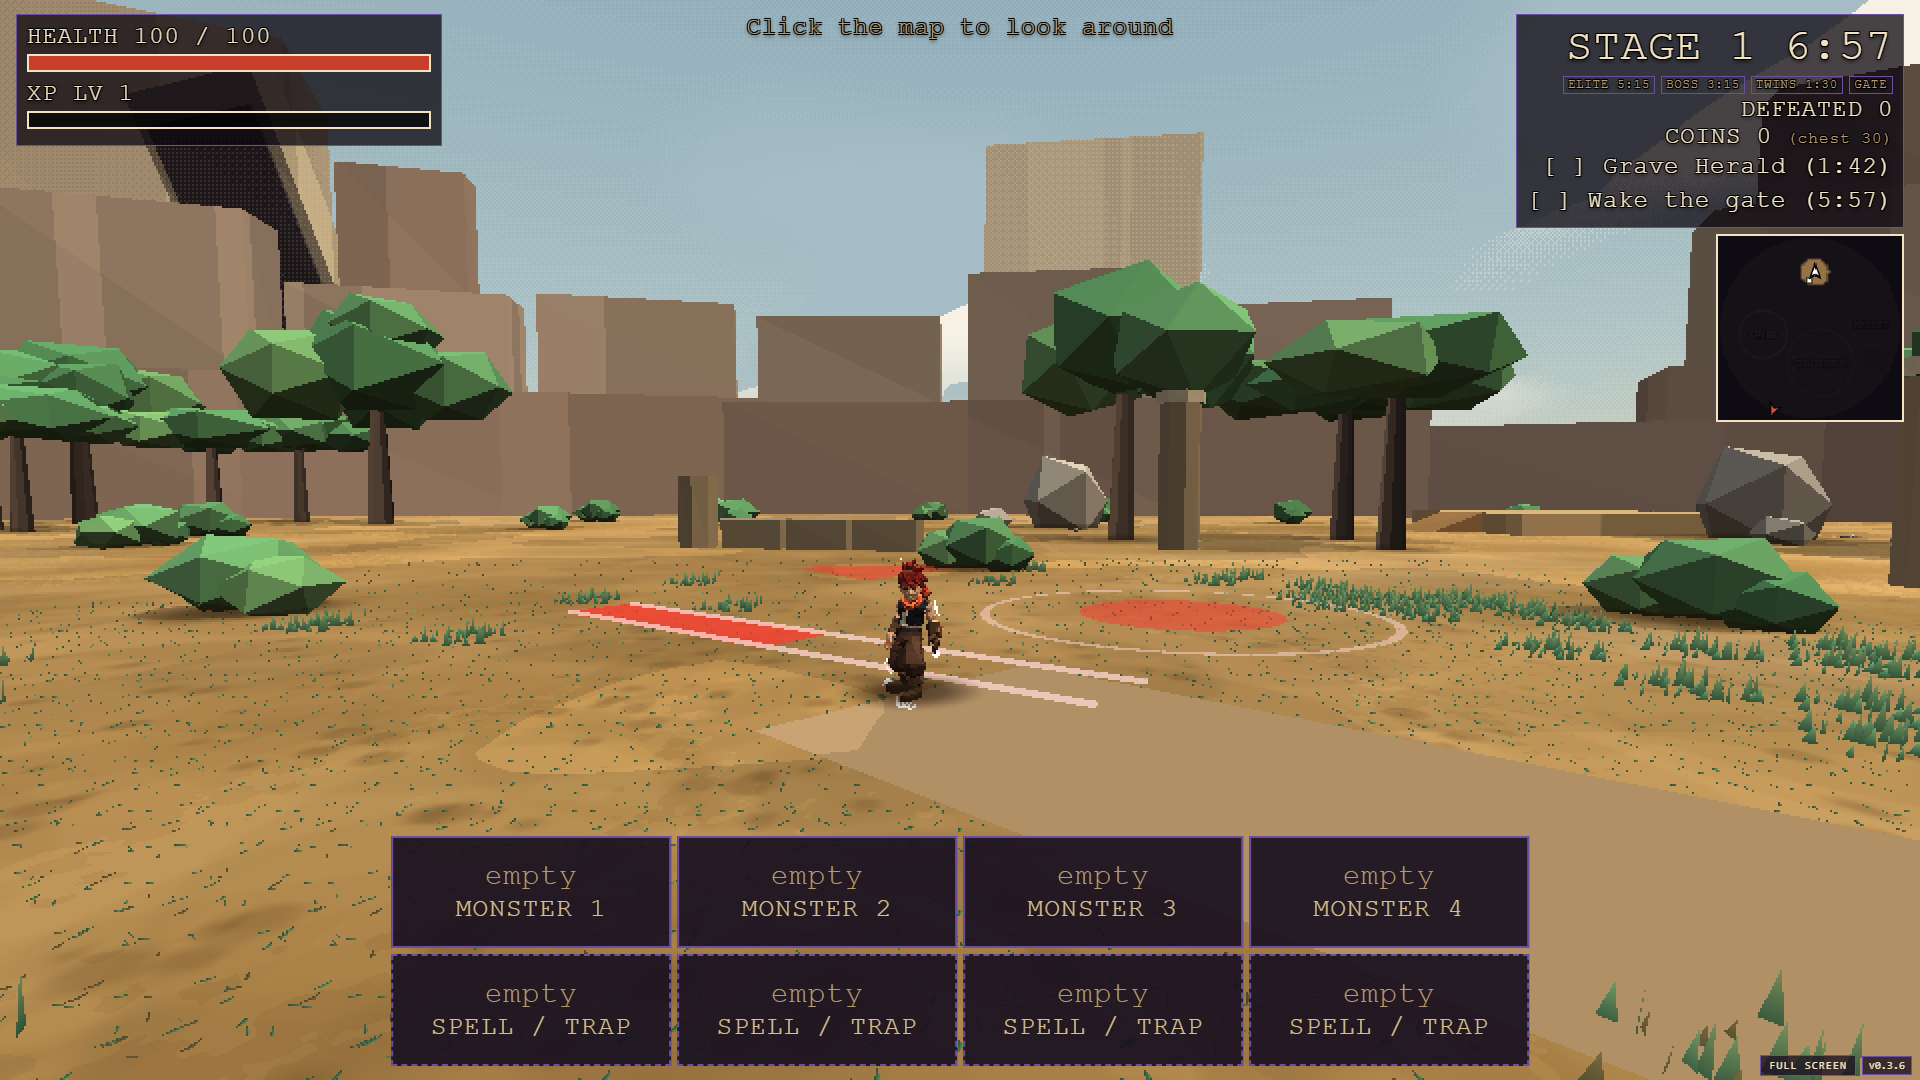 HEALTH 100 / 100
XP LV 1
Click the map to look around
STAGE 1 6:57
ELITE 5:15 BOSS 3:15 TWINS 1:30 GATE
DEFEATED 0
COINS 0 (chest 30)
[ ] Grave Herald (1:42)
[ ] Wake the gate (5:57)
empty empty empty empty
MONSTER 1 MONSTER 2 MONSTER 3 MONSTER 4
empty empty empty empty
SPELL / TRAP SPELL / TRAP SPELL / TRAP SPELL / TRAP
FULL SCREEN v0.3.6